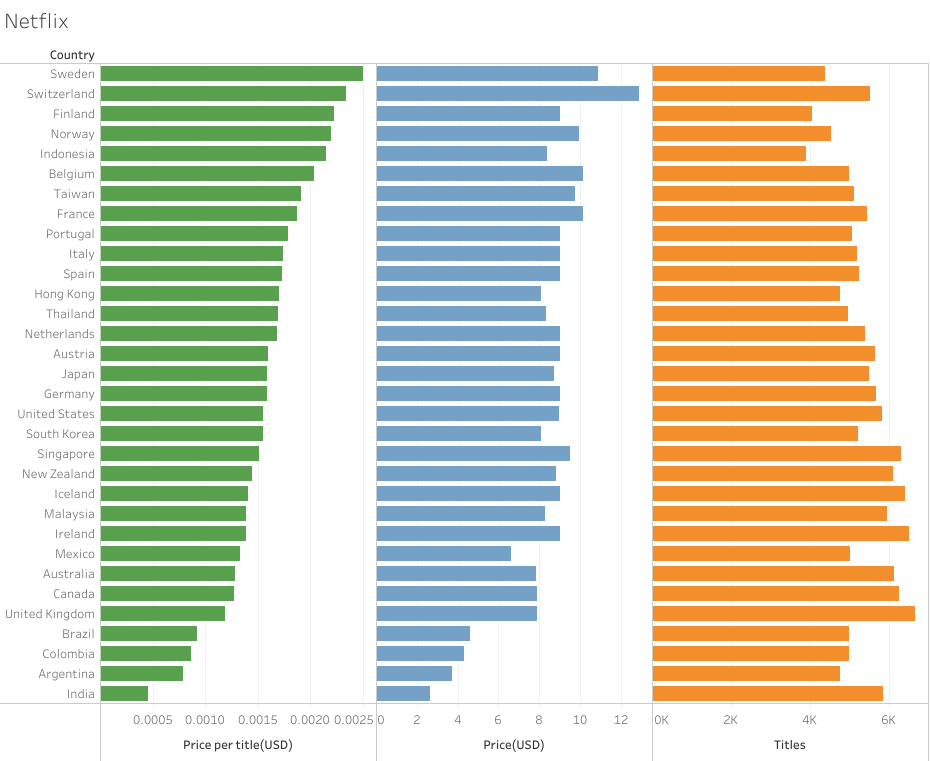 Netflix
Country
Sweden
Switzerland
Finland
Norway
Indonesia
Belgium
Taiwan
France
Portugal
Italy
Spain
Hong Kong
Thailand
Netherlands
Austria
Japan
Germany
United States
South Korea
Singapore
New Zealand
Iceland
Malaysia
Ireland
Mexico
Australia
Canada
United Kingdom
Brazil
Colombia
Argentina
India
0.0005 0.0010 0.0015 0.0020 0.0025 0 2 4 6 8 10 12 0K 2K 4K 6K
Price per title(USD) Price(USD) Titles